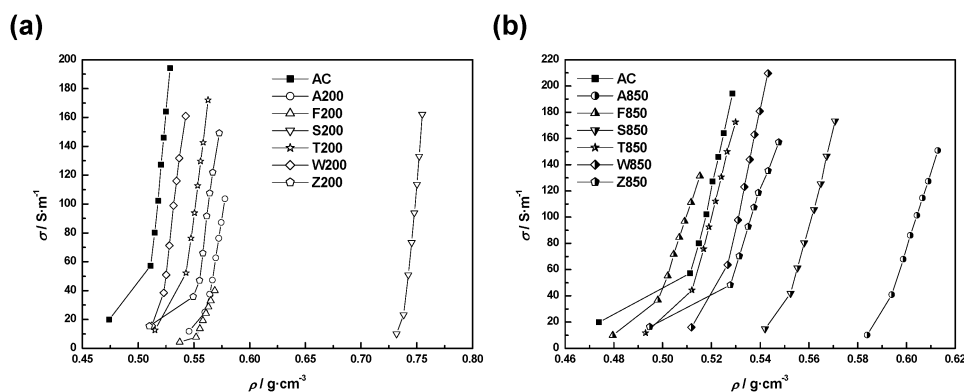 (a)
200
180
160
140
120
100
80
60
40
20
0
σ / S·m⁻¹
0.45 0.50 0.55 0.60 0.65 0.70 0.75 0.80
ρ / g·cm⁻³
AC
A200
F200
S200
T200
W200
Z200
(b)
220
200
180
160
140
120
100
80
60
40
20
0
σ / S·m⁻¹
0.46 0.48 0.50 0.52 0.54 0.56 0.58 0.60 0.62
ρ / g·cm⁻³
AC
A850
F850
S850
T850
W850
Z850